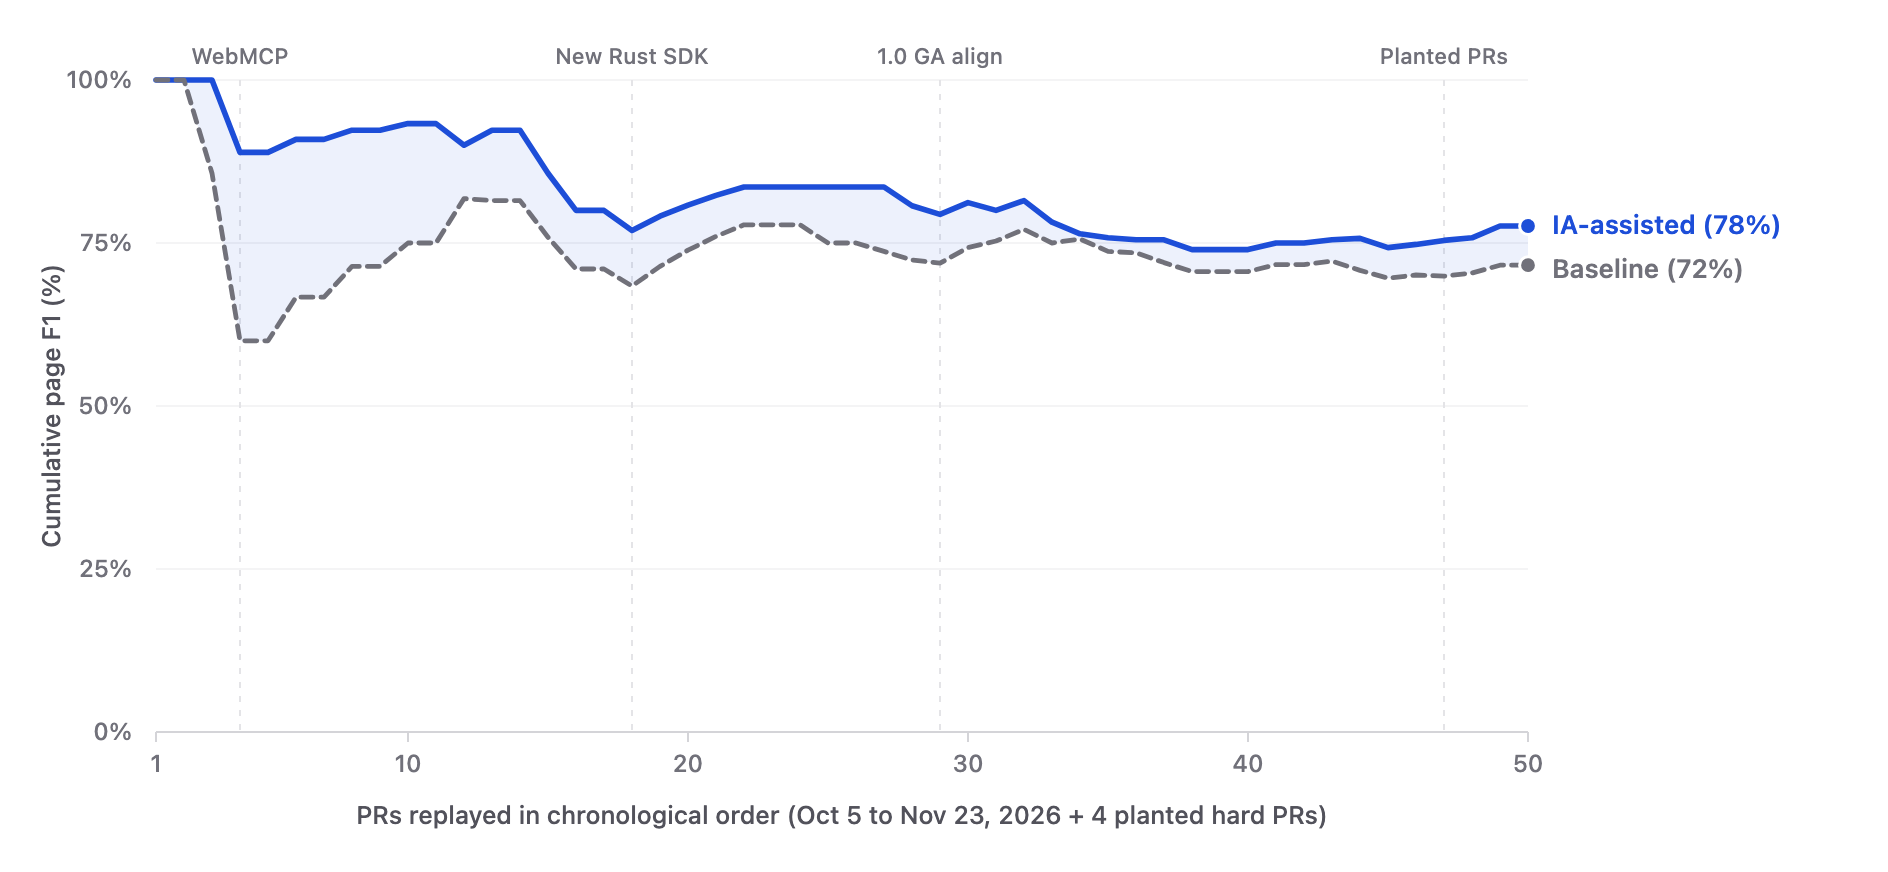 WebMCP
New Rust SDK
1.0 GA align
Planted PRs
100%
75%
50%
25%
0%
Cumulative page F1 (%)
IA-assisted (78%)
Baseline (72%)
1
10
20
30
40
50
PRs replayed in chronological order (Oct 5 to Nov 23, 2026 + 4 planted hard PRs)